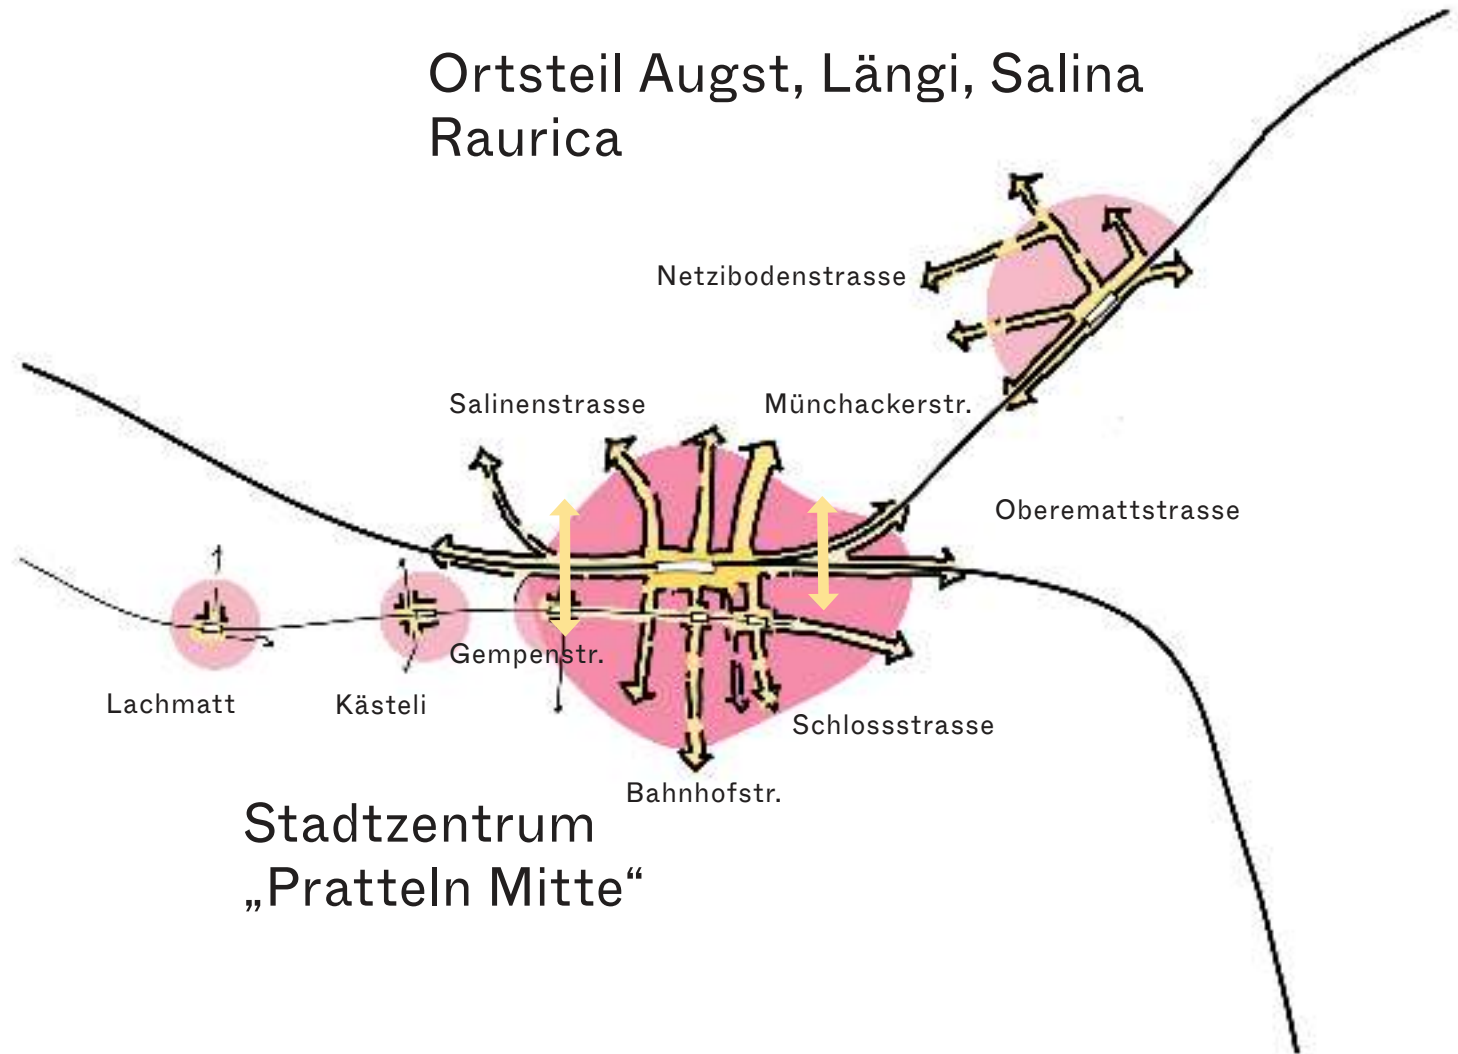 Ortsteil Augst, Längi, Salina
Raurica
Netzibodenstrasse
Salinenstrasse
Münchackerstr.
Oberemattstrasse
Gempenstr.
Lachmatt
Kästeli
Schlossstrasse
Bahnhofstr.
Stadtzentrum
„Pratteln Mitte“